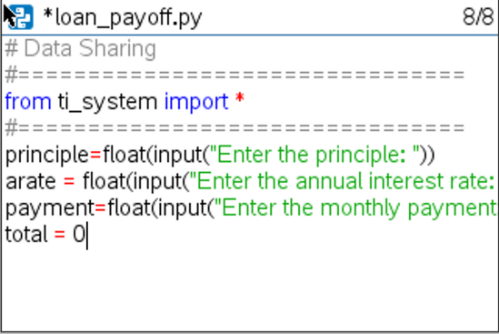 *loan_payoff.py 8/8
# Data Sharing
#================================
from ti_system import *
#================================
principle=float(input("Enter the principle: "))
arate = float(input("Enter the annual interest rate:
payment=float(input("Enter the monthly payment
total = 0